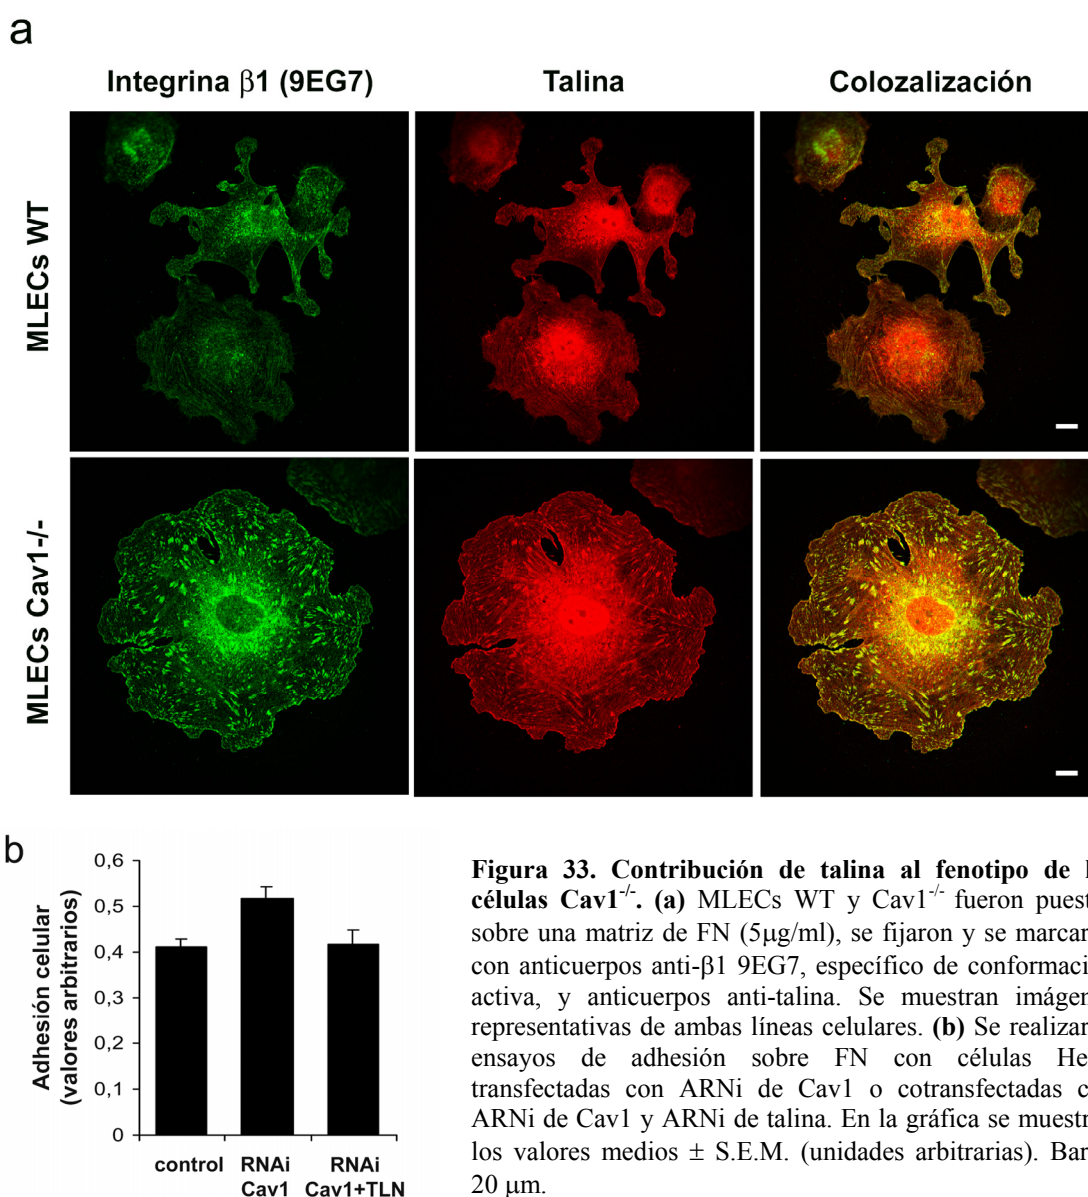 a
Integrina β1 (9EG7)
Talina
Colozalización
MLECs WT
MLECs Cav1-/-
b
Adhesión celular
(valores arbitrarios)
0,6
0,5
0,4
0,3
0,2
0,1
0
control
RNAi
Cav1
RNAi
Cav1+TLN
Figura 33. Contribución de talina al fenotipo de l
células Cav1-/-. (a) MLECs WT y Cav1-/- fueron puest
sobre una matriz de FN (5μg/ml), se fijaron y se marcar
con anticuerpos anti-β1 9EG7, específico de conformaci
activa, y anticuerpos anti-talina. Se muestran imágen
representativas de ambas líneas celulares. (b) Se realizar
ensayos de adhesión sobre FN con células He
transfectadas con ARNi de Cav1 o cotransfectadas c
ARNi de Cav1 y ARNi de talina. En la gráfica se muestr
los valores medios ± S.E.M. (unidades arbitrarias). Bar
20 μm.